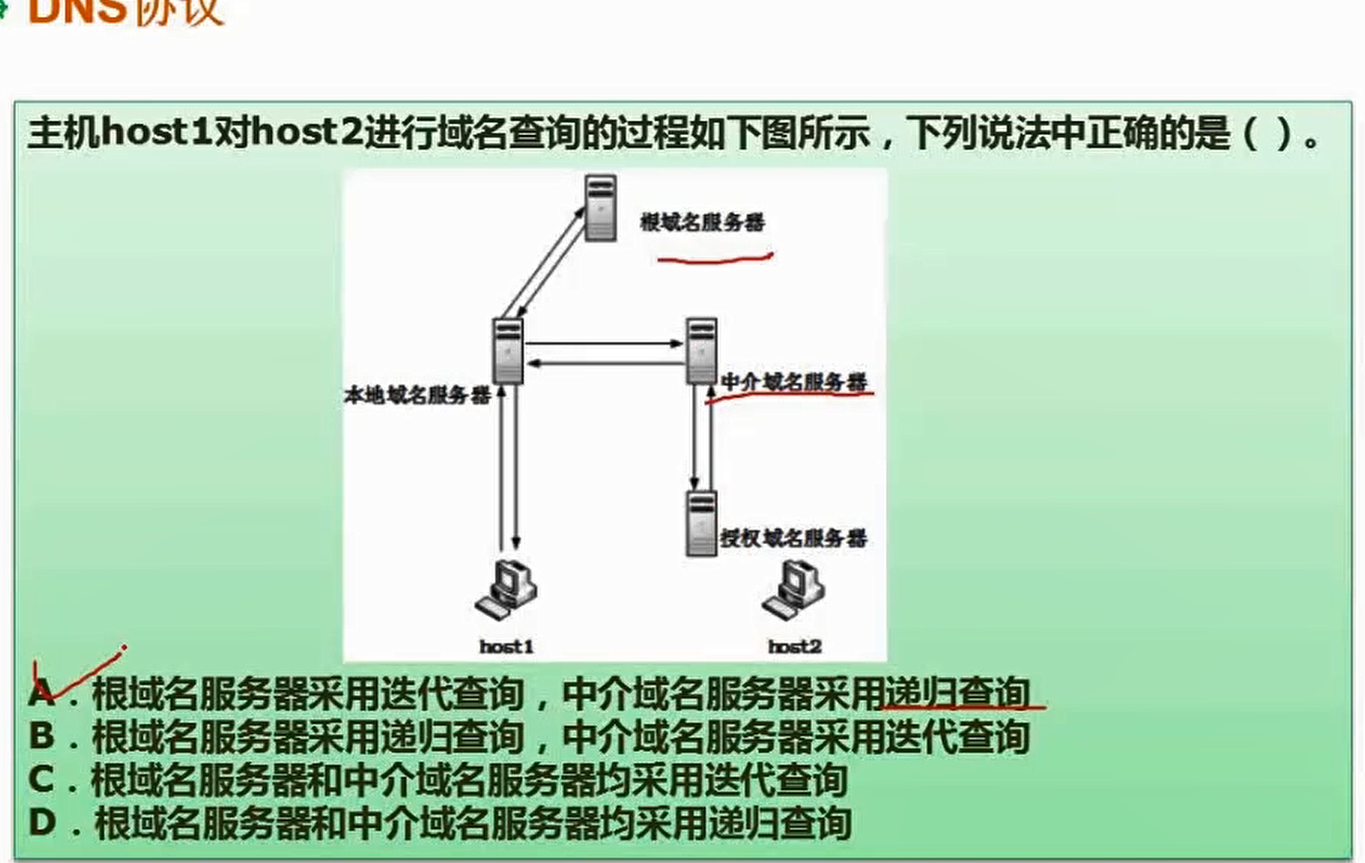 DNS协议
主机host1对host2进行域名查询的过程如下图所示，下列说法中正确的是（ ）。
根域名服务器
中介域名服务器
本地域名服务器
授权域名服务器
host1
host2
A．根域名服务器采用迭代查询，中介域名服务器采用递归查询
B．根域名服务器采用递归查询，中介域名服务器采用迭代查询
C．根域名服务器和中介域名服务器均采用迭代查询
D．根域名服务器和中介域名服务器均采用递归查询